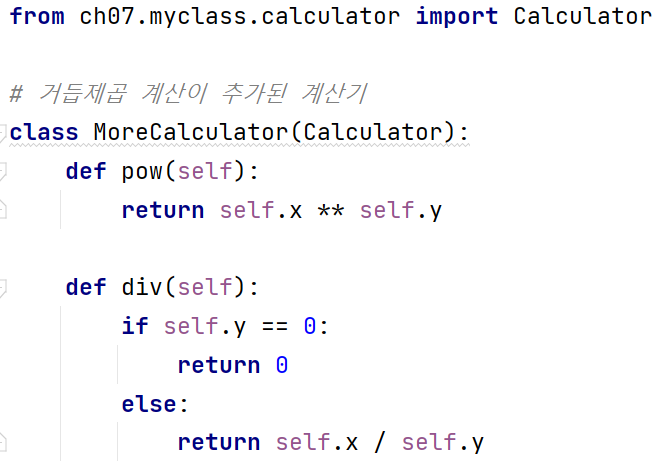 from ch07.myclass.calculator import Calculator
# 거듭제곱 계산이 추가된 계산기
class MoreCalculator(Calculator):
    def pow(self):
        return self.x ** self.y
    def div(self):
        if self.y == 0:
            return 0
        else:
            return self.x / self.y